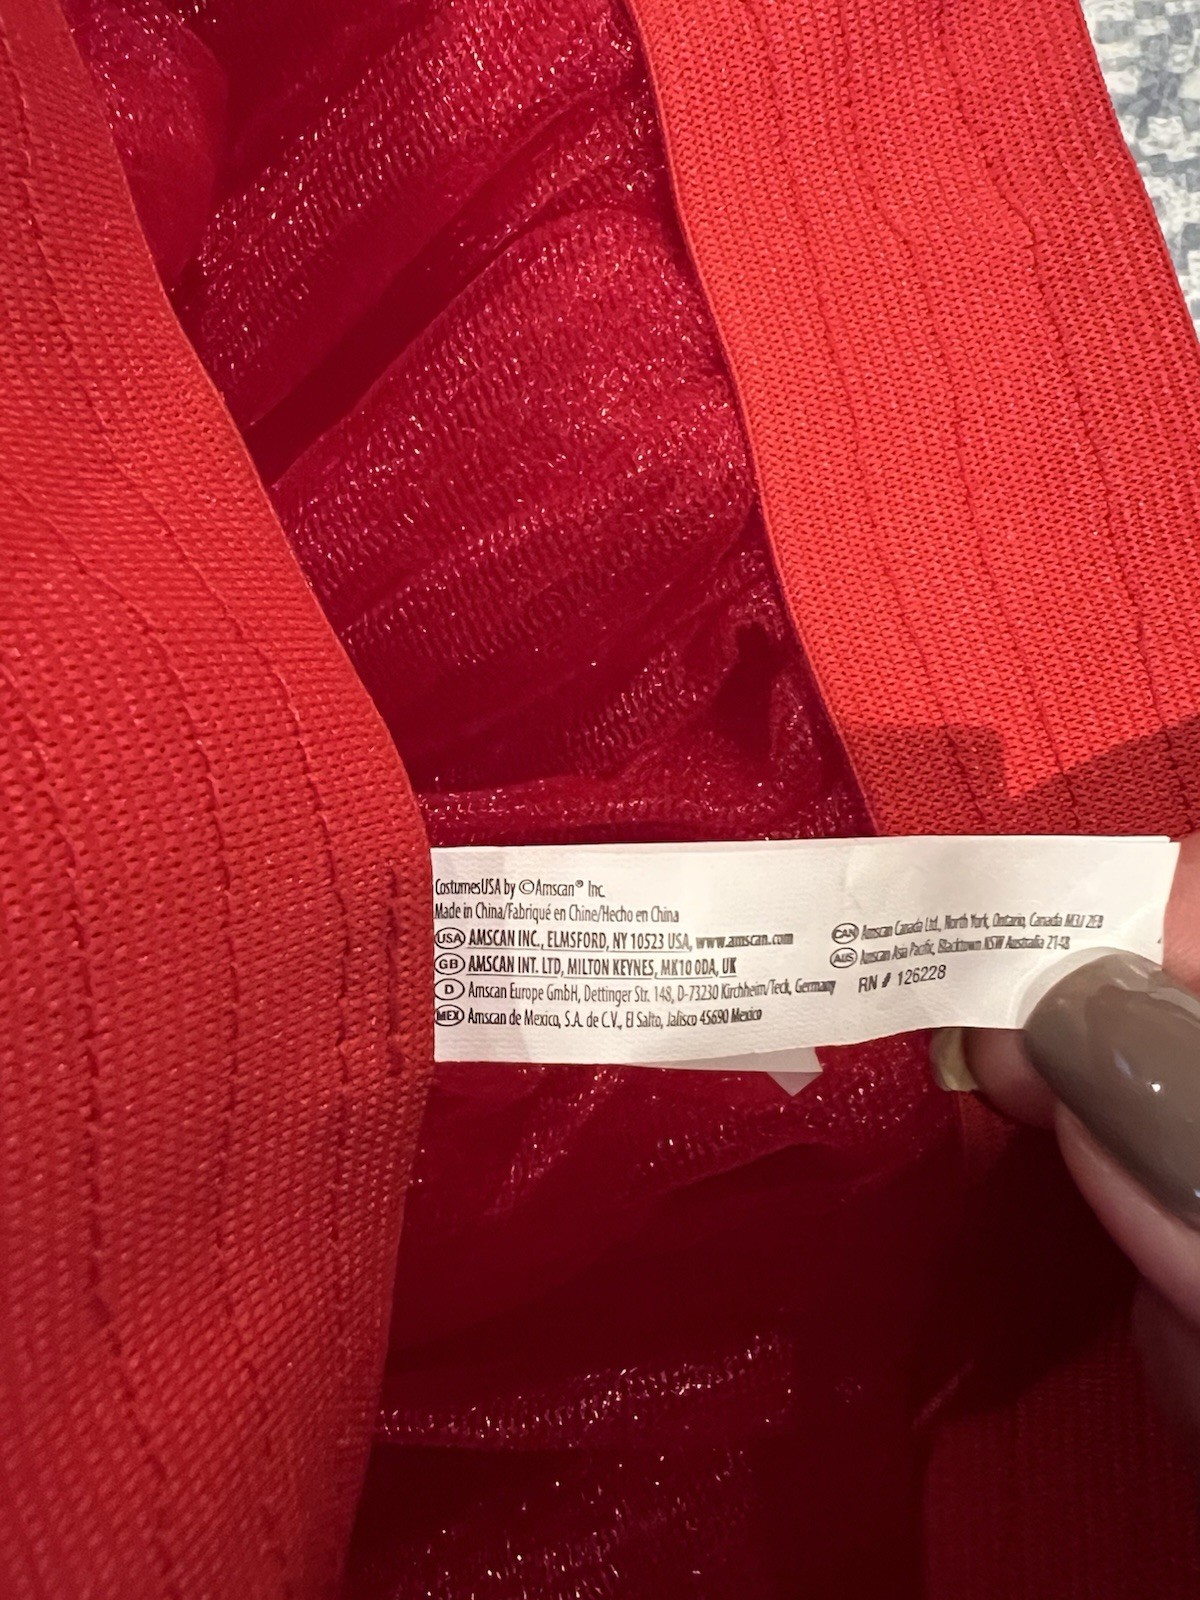 CostumesUSA by ©Amscan® Inc.
Made in China/Fabriqué en Chine/Hecho en China
USA AMSCAN INC., ELMSFORD, NY 10523 USA, www.amscan.com
GB AMSCAN INT. LTD, MILTON KEYNES, MK10 0DA, UK
D Amscan Europe GmbH, Dettinger Str. 148, D-73230 Kirchheim/Teck, Germany
MEX Amscan de Mexico, S.A. de C.V., El Salto, Jalisco 45690 Mexico
CAN Amscan Canada Ltd., North York, Ontario, Canada M3J 2E8
AUS Amscan Asia Pacific, Blacktown NSW Australia 2148
RN # 126228